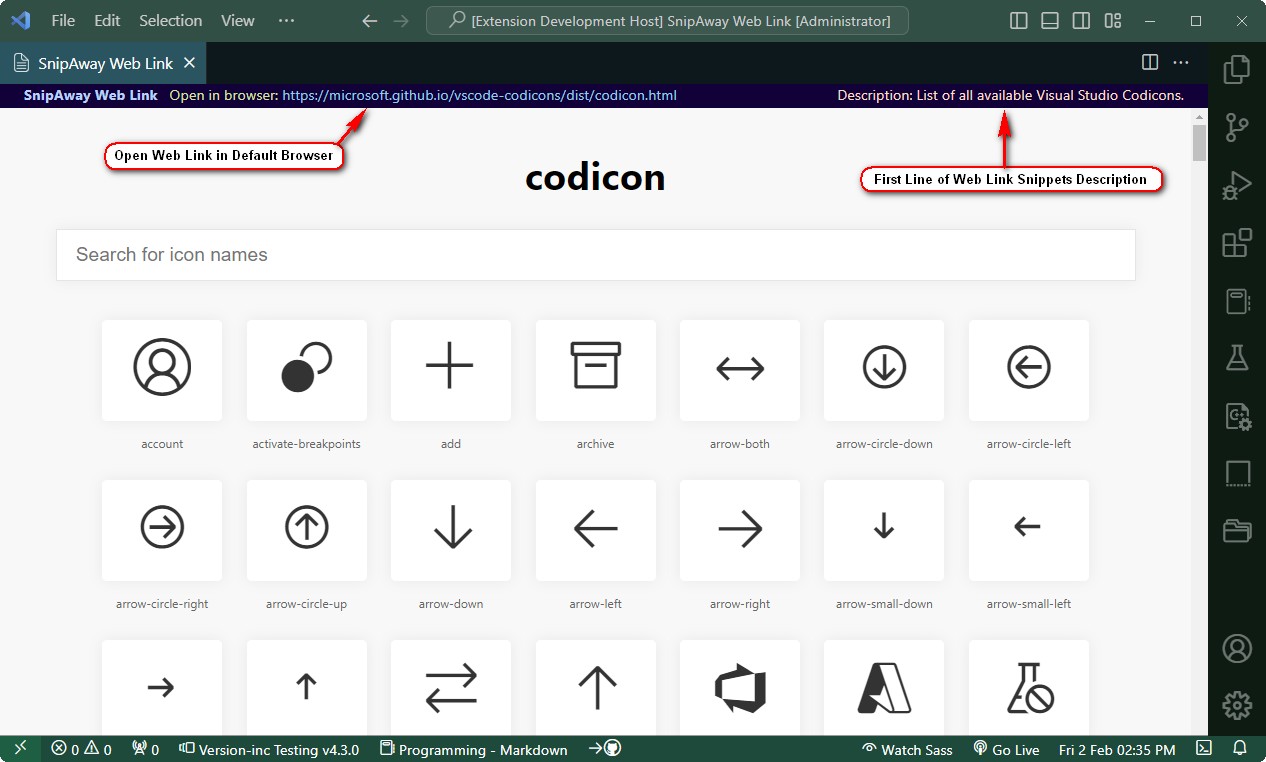 File Edit Selection View ··· [Extension Development Host] SnipAway Web Link [Administrator]
SnipAway Web Link
SnipAway Web Link Open in browser: https://microsoft.github.io/vscode-codicons/dist/codicon.html Description: List of all available Visual Studio Codicons.
Open Web Link in Default Browser
First Line of Web Link Snippets Description
codicon
Search for icon names
account activate-breakpoints add archive arrow-both arrow-circle-down arrow-circle-left
arrow-circle-right arrow-circle-up arrow-down arrow-left arrow-right arrow-small-down arrow-small-left
0 0 0 Version-inc Testing v4.3.0 Programming - Markdown Watch Sass Go Live Fri 2 Feb 02:35 PM